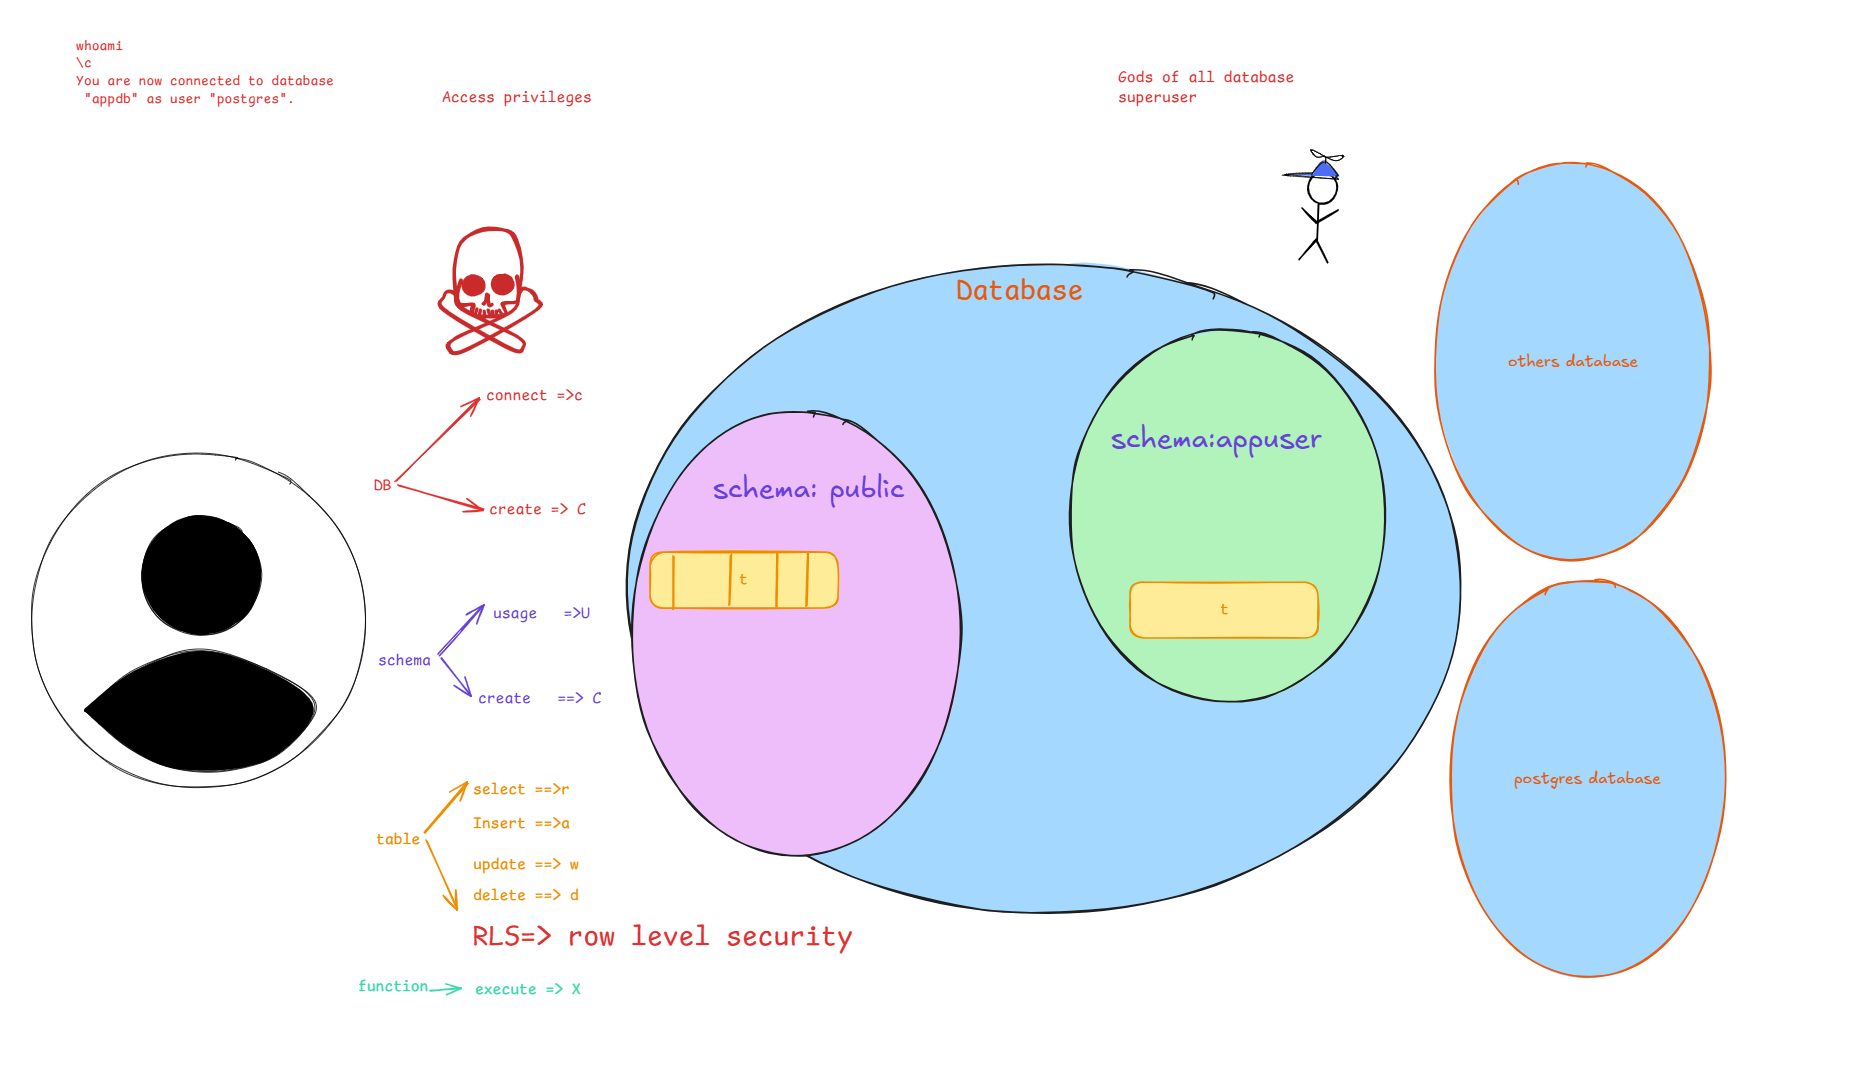 whoami
\c
You are now connected to database
"appdb" as user "postgres".
Access privileges
Gods of all database
superuser
Database
others database
connect =>c
schema:appuser
DB
schema: public
create => C
t
usage =>U
t
schema
create ==> C
postgres database
select ==>r
Insert ==>a
table
update ==> w
delete ==> d
RLS=> row level security
function
execute => X